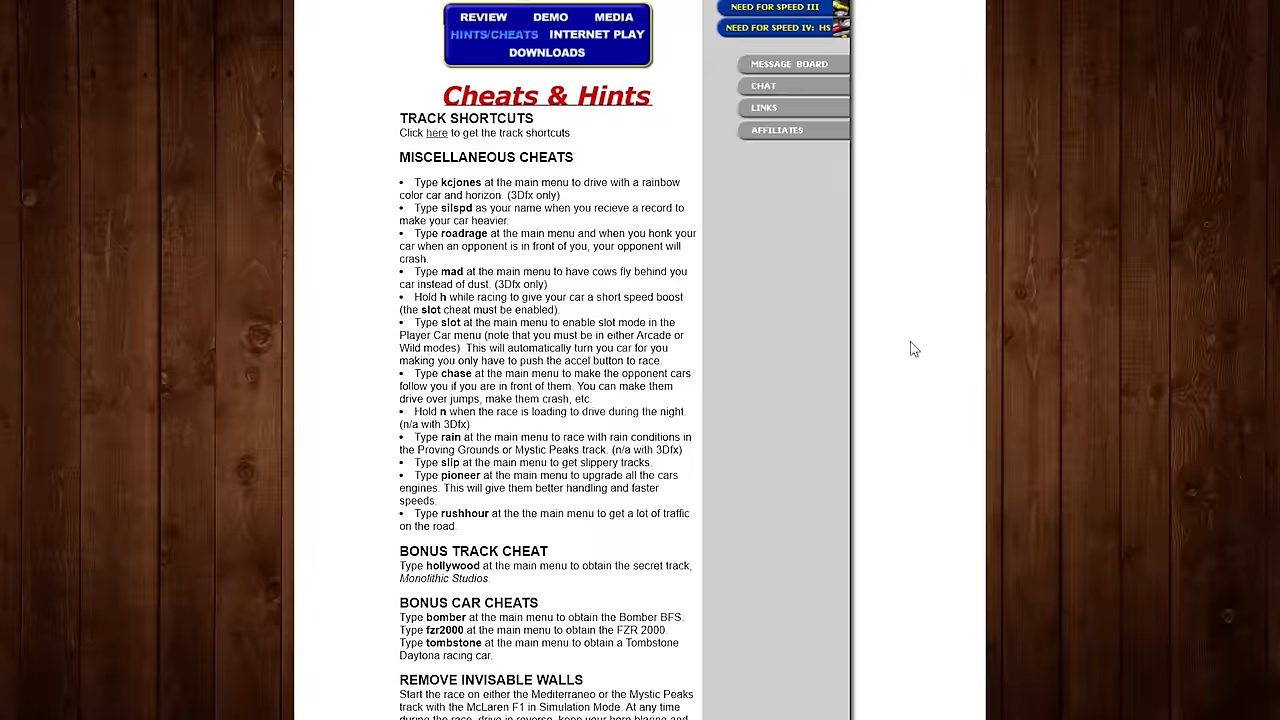 REVIEW DEMO MEDIA
HINTS/CHEATS INTERNET PLAY
DOWNLOADS
NEED FOR SPEED III
NEED FOR SPEED IV: HS
MESSAGE BOARD
CHAT
LINKS
AFFILIATES
Cheats & Hints
TRACK SHORTCUTS
Click here to get the track shortcuts.
MISCELLANEOUS CHEATS
• Type kcjones at the main menu to drive with a rainbow
color car and horizon. (3Dfx only)
• Type silspd as your name when you recieve a record to
make your car heavier.
• Type roadrage at the main menu and when you honk your
car when an opponent is in front of you, your opponent will
crash.
• Type mad at the main menu to have cows fly behind you
car instead of dust. (3Dfx only)
• Hold h while racing to give your car a short speed boost
(the slot cheat must be enabled).
• Type slot at the main menu to enable slot mode in the
Player Car menu (note that you must be in either Arcade or
Wild modes). This will automatically turn you car for you
making you only have to push the accel button to race.
• Type chase at the main menu to make the opponent cars
follow you if you are in front of them. You can make them
drive over jumps, make them crash, etc.
• Hold n when the race is loading to drive during the night.
(n/a with 3Dfx)
• Type rain at the main menu to race with rain conditions in
the Proving Grounds or Mystic Peaks track. (n/a with 3Dfx)
• Type slip at the main menu to get slippery tracks.
• Type pioneer at the main menu to upgrade all the cars
engines. This will give them better handling and faster
speeds.
• Type rushhour at the the main menu to get a lot of traffic
on the road.
BONUS TRACK CHEAT
Type hollywood at the main menu to obtain the secret track,
Monolithic Studios.
BONUS CAR CHEATS
Type bomber at the main menu to obtain the Bomber BFS.
Type fzr2000 at the main menu to obtain the FZR 2000.
Type tombstone at the main menu to obtain a Tombstone
Daytona racing car.
REMOVE INVISABLE WALLS
Start the race on either the Mediterraneo or the Mystic Peaks
track with the McLaren F1 in Simulation Mode. At any time
during the race, drive in reverse, keep your horn blaring and